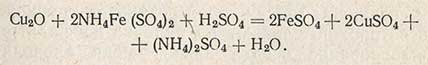 Cu₂O + 2NH₄Fe (SO₄)₂ + H₂SO₄ = 2FeSO₄ + 2CuSO₄ +
+ (NH₄)₂SO₄ + H₂O.